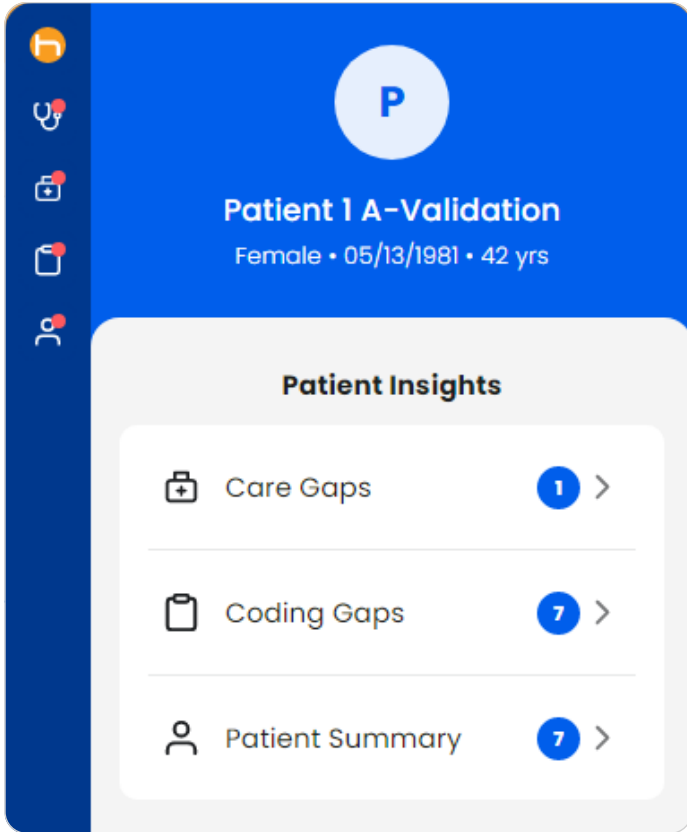 P
Patient 1 A-Validation
Female • 05/13/1981 • 42 yrs
Patient Insights
Care Gaps 1
Coding Gaps 7
Patient Summary 7